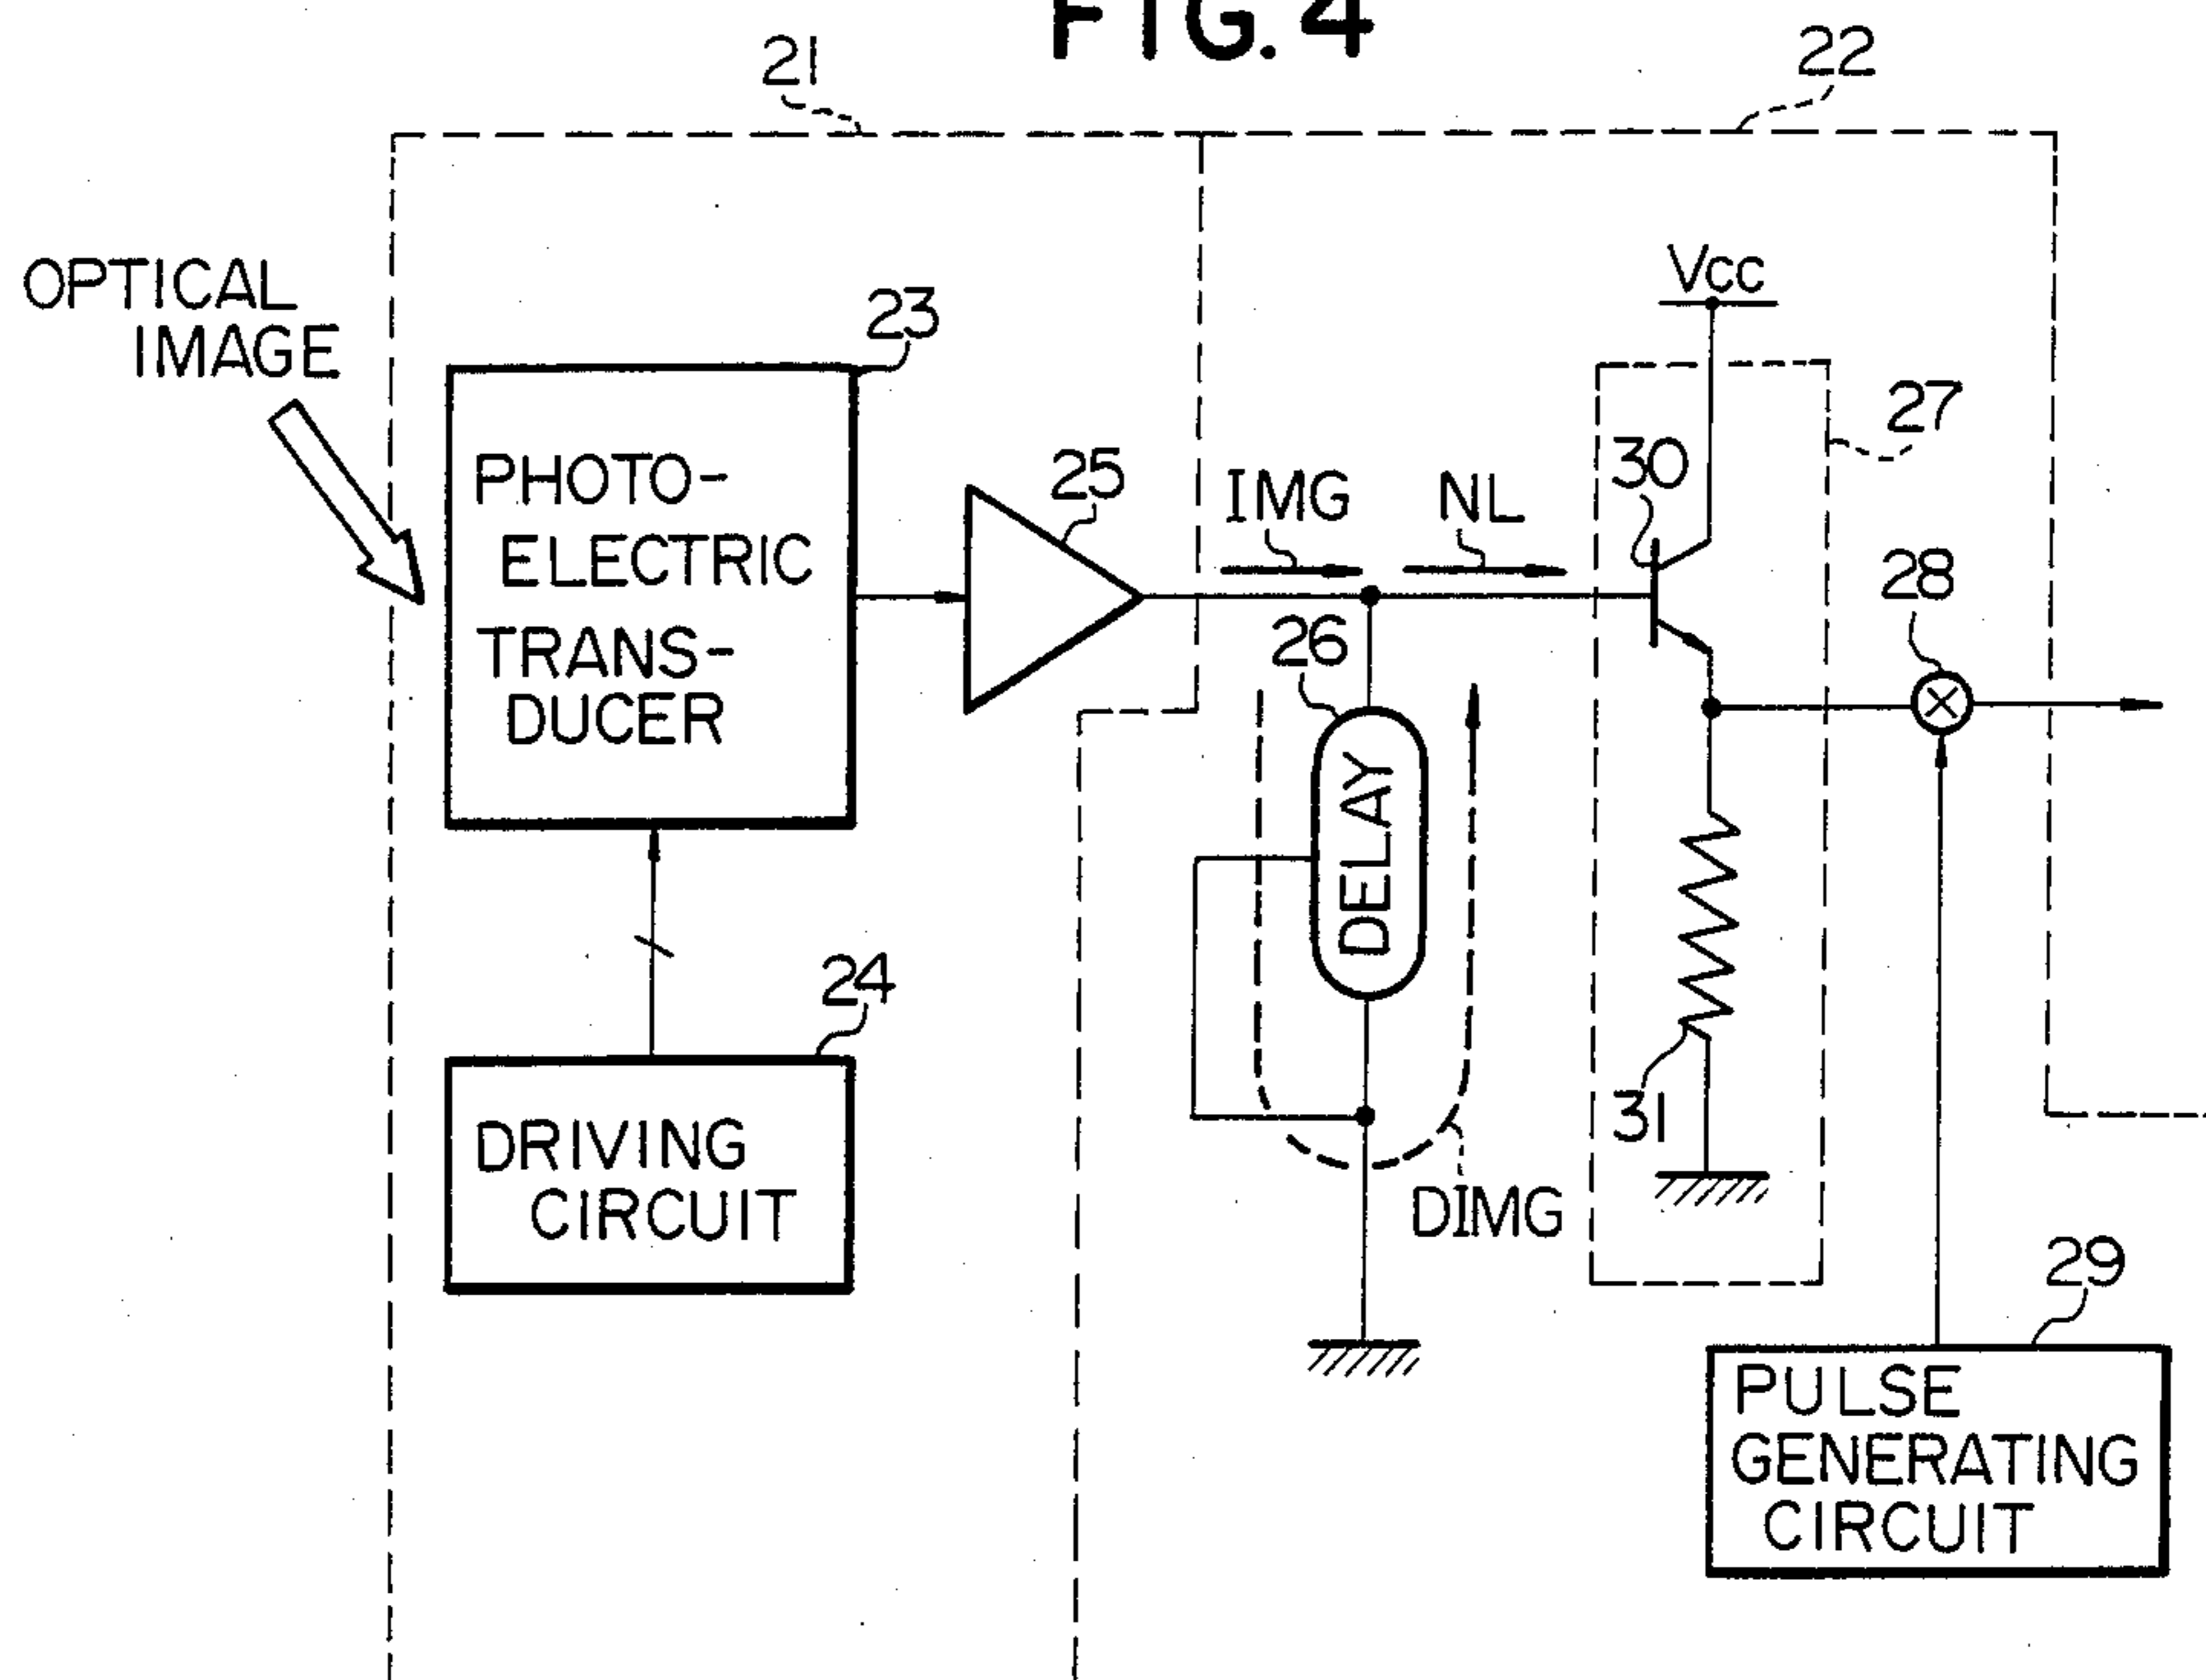 FIG. 4
21
22
OPTICAL
IMAGE
23
PHOTO-
ELECTRIC
TRANS-
DUCER
25
IMG
NL
Vcc
27
30
28
26
DELAY
24
DRIVING
CIRCUIT
31
DIMG
29
PULSE
GENERATING
CIRCUIT